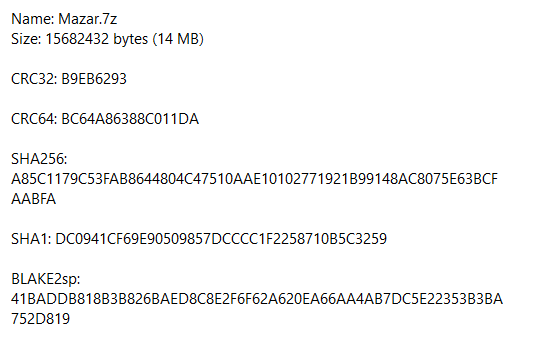 Name: Mazar.7z
Size: 15682432 bytes (14 MB)
CRC32: B9EB6293
CRC64: BC64A86388C011DA
SHA256:
A85C1179C53FAB8644804C47510AAE10102771921B99148AC8075E63BCF
AABFA
SHA1: DC0941CF69E90509857DCCCC1F2258710B5C3259
BLAKE2sp:
41BADDB818B3B826BAED8C8E2F6F62A620EA66AA4AB7DC5E22353B3BA
752D819